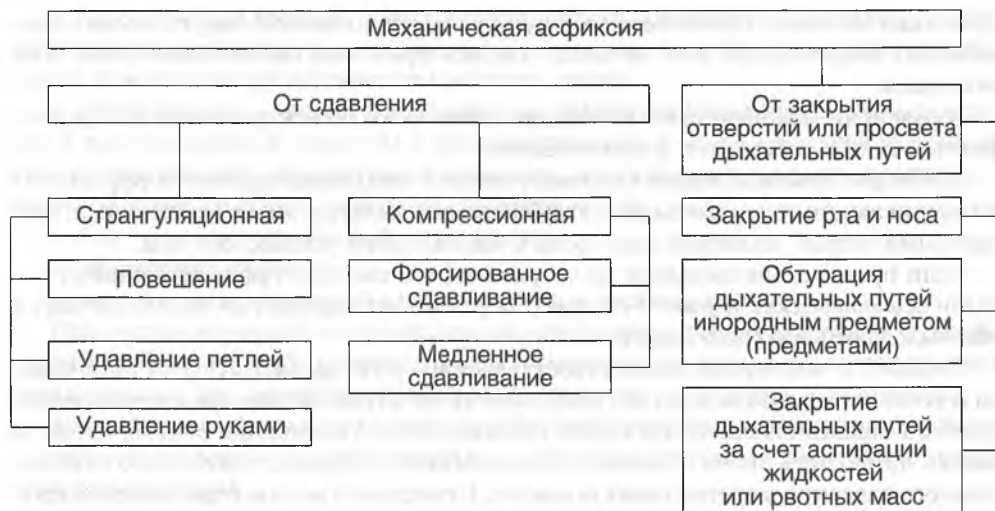 Механическая асфиксия
От сдавления
От закрытия
отверстий или просвета
дыхательных путей
Странгуляционная
Компрессионная
Закрытие рта и носа
Повешение
Форсированное
сдавливание
Обтурация
дыхательных путей
инородным предметом
(предметами)
Удавление петлей
Медленное
сдавливание
Удавление руками
Закрытие
дыхательных путей
за счет аспирации
жидкостей
или рвотных масс